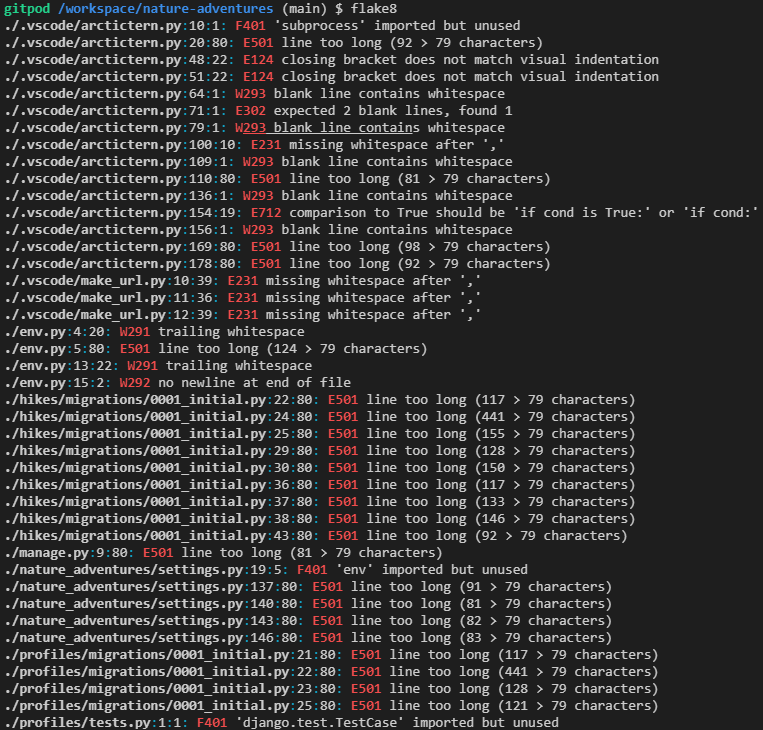 gitpod /workspace/nature-adventures (main) $ flake8
./.vscode/arctictern.py:10:1: F401 'subprocess' imported but unused
./.vscode/arctictern.py:20:80: E501 line too long (92 > 79 characters)
./.vscode/arctictern.py:48:22: E124 closing bracket does not match visual indentation
./.vscode/arctictern.py:51:22: E124 closing bracket does not match visual indentation
./.vscode/arctictern.py:64:1: W293 blank line contains whitespace
./.vscode/arctictern.py:71:1: E302 expected 2 blank lines, found 1
./.vscode/arctictern.py:79:1: W293 blank line contains whitespace
./.vscode/arctictern.py:100:10: E231 missing whitespace after ','
./.vscode/arctictern.py:109:1: W293 blank line contains whitespace
./.vscode/arctictern.py:110:80: E501 line too long (81 > 79 characters)
./.vscode/arctictern.py:136:1: W293 blank line contains whitespace
./.vscode/arctictern.py:154:19: E712 comparison to True should be 'if cond is True:' or 'if cond:'
./.vscode/arctictern.py:156:1: W293 blank line contains whitespace
./.vscode/arctictern.py:169:80: E501 line too long (98 > 79 characters)
./.vscode/arctictern.py:178:80: E501 line too long (92 > 79 characters)
./.vscode/make_url.py:10:39: E231 missing whitespace after ','
./.vscode/make_url.py:11:36: E231 missing whitespace after ','
./.vscode/make_url.py:12:39: E231 missing whitespace after ','
./env.py:4:20: W291 trailing whitespace
./env.py:5:80: E501 line too long (124 > 79 characters)
./env.py:13:22: W291 trailing whitespace
./env.py:15:2: W292 no newline at end of file
./hikes/migrations/0001_initial.py:22:80: E501 line too long (117 > 79 characters)
./hikes/migrations/0001_initial.py:24:80: E501 line too long (441 > 79 characters)
./hikes/migrations/0001_initial.py:25:80: E501 line too long (155 > 79 characters)
./hikes/migrations/0001_initial.py:29:80: E501 line too long (128 > 79 characters)
./hikes/migrations/0001_initial.py:30:80: E501 line too long (150 > 79 characters)
./hikes/migrations/0001_initial.py:36:80: E501 line too long (117 > 79 characters)
./hikes/migrations/0001_initial.py:37:80: E501 line too long (133 > 79 characters)
./hikes/migrations/0001_initial.py:38:80: E501 line too long (146 > 79 characters)
./hikes/migrations/0001_initial.py:43:80: E501 line too long (92 > 79 characters)
./manage.py:9:80: E501 line too long (81 > 79 characters)
./nature_adventures/settings.py:19:5: F401 'env' imported but unused
./nature_adventures/settings.py:137:80: E501 line too long (91 > 79 characters)
./nature_adventures/settings.py:140:80: E501 line too long (81 > 79 characters)
./nature_adventures/settings.py:143:80: E501 line too long (82 > 79 characters)
./nature_adventures/settings.py:146:80: E501 line too long (83 > 79 characters)
./profiles/migrations/0001_initial.py:21:80: E501 line too long (117 > 79 characters)
./profiles/migrations/0001_initial.py:22:80: E501 line too long (441 > 79 characters)
./profiles/migrations/0001_initial.py:23:80: E501 line too long (128 > 79 characters)
./profiles/migrations/0001_initial.py:25:80: E501 line too long (121 > 79 characters)
./profiles/tests.py:1:1: F401 'django.test.TestCase' imported but unused